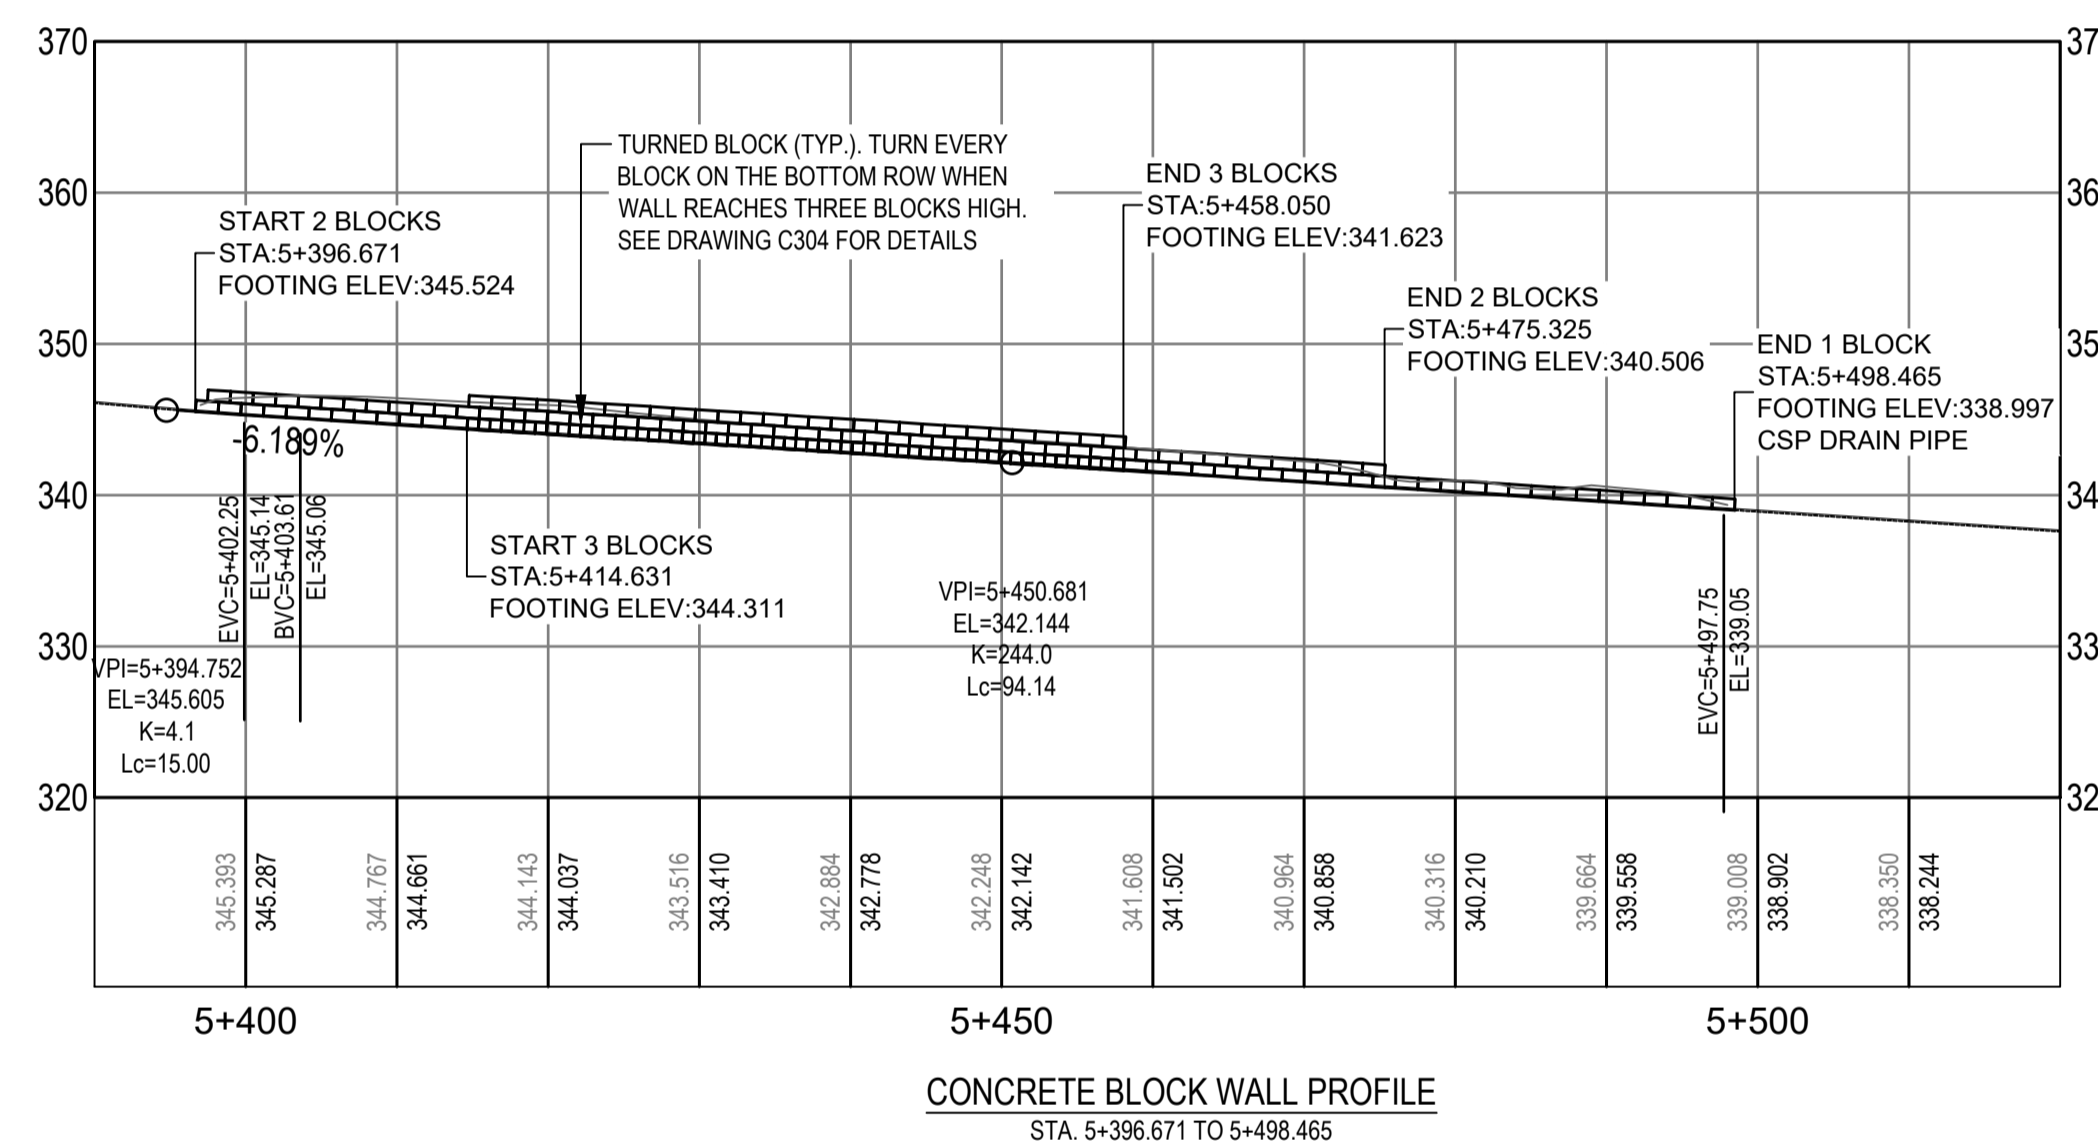 370
360
350
340
330
320
37
36
35
34
33
32
START 2 BLOCKS
STA:5+396.671
FOOTING ELEV:345.524
TURNED BLOCK (TYP.). TURN EVERY
BLOCK ON THE BOTTOM ROW WHEN
WALL REACHES THREE BLOCKS HIGH.
SEE DRAWING C304 FOR DETAILS
END 3 BLOCKS
STA:5+458.050
FOOTING ELEV:341.623
END 2 BLOCKS
STA:5+475.325
FOOTING ELEV:340.506
END 1 BLOCK
STA:5+498.465
FOOTING ELEV:338.997
CSP DRAIN PIPE
-6.189%
EVC=5+402.25
EL=345.14
BVC=5+403.61
EL=345.06
START 3 BLOCKS
STA:5+414.631
FOOTING ELEV:344.311
VPI=5+394.752
EL=345.605
K=4.1
Lc=15.00
VPI=5+450.681
EL=342.144
K=244.0
Lc=94.14
EVC=5+497.75
EL=339.05
345.393
345.287
344.767
344.661
344.143
344.037
343.516
343.410
342.884
342.778
342.248
342.142
341.608
341.502
340.964
340.858
340.316
340.210
339.664
339.558
339.008
338.902
338.350
338.244
5+400
5+450
5+500
CONCRETE BLOCK WALL PROFILE
STA. 5+396.671 TO 5+498.465